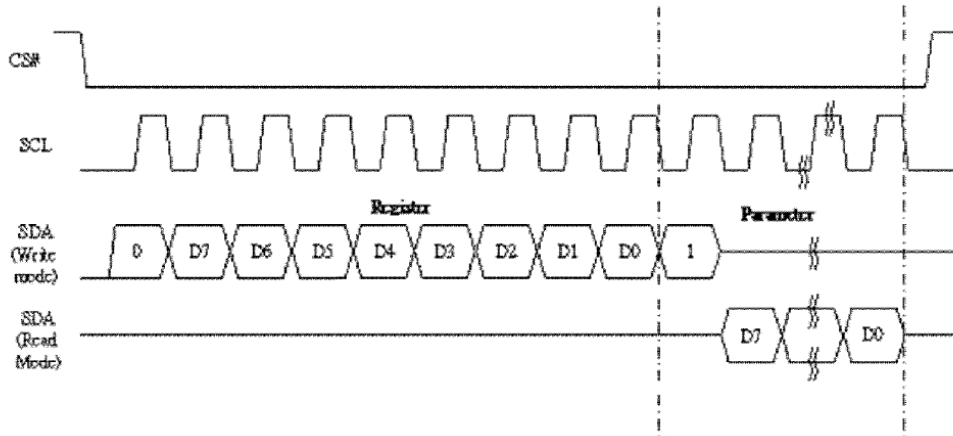 CS#
SCL
Register
Parameter
SDA
(Write
mode)
0 D7 D6 D5 D4 D3 D2 D1 D0 1
SDA
(Read
Mode)
D7 D0